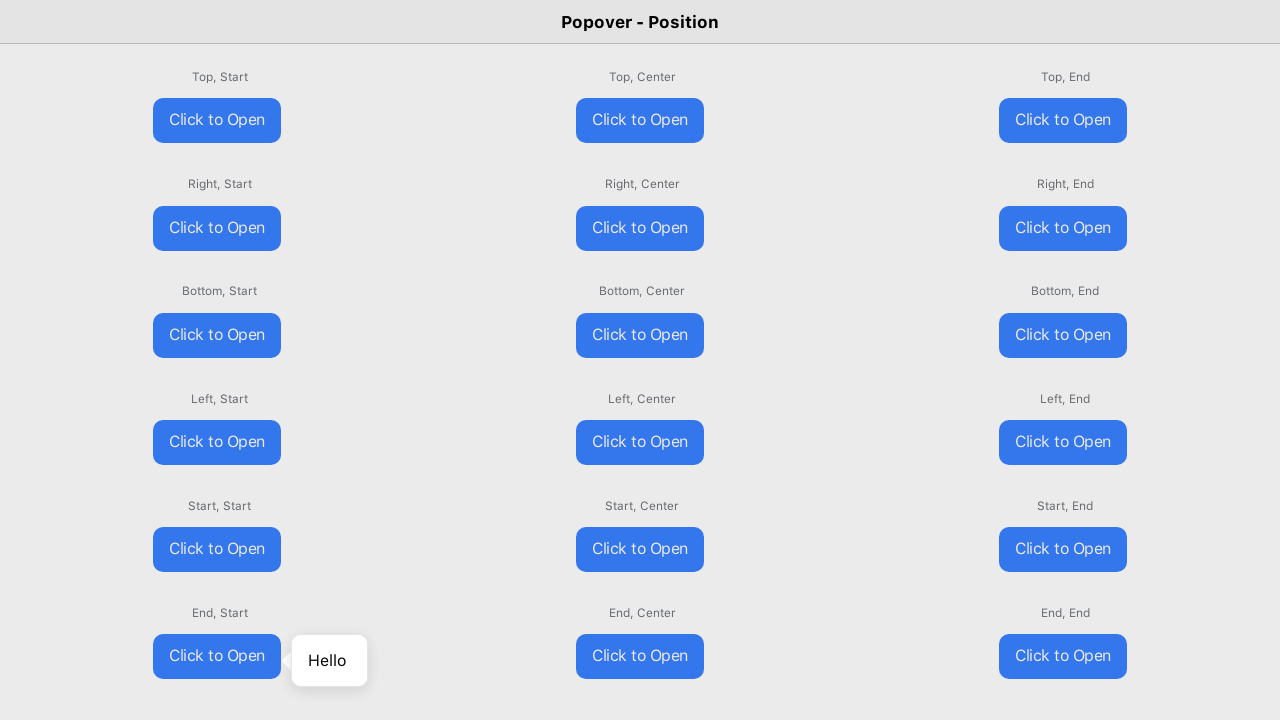 Popover - Position
Top, Start
Top, Center
Top, End
Click to Open
Click to Open
Click to Open
Right, Start
Right, Center
Right, End
Click to Open
Click to Open
Click to Open
Bottom, Start
Bottom, Center
Bottom, End
Click to Open
Click to Open
Click to Open
Left, Start
Left, Center
Left, End
Click to Open
Click to Open
Click to Open
Start, Start
Start, Center
Start, End
Click to Open
Click to Open
Click to Open
End, Start
End, Center
End, End
Click to Open
Hello
Click to Open
Click to Open